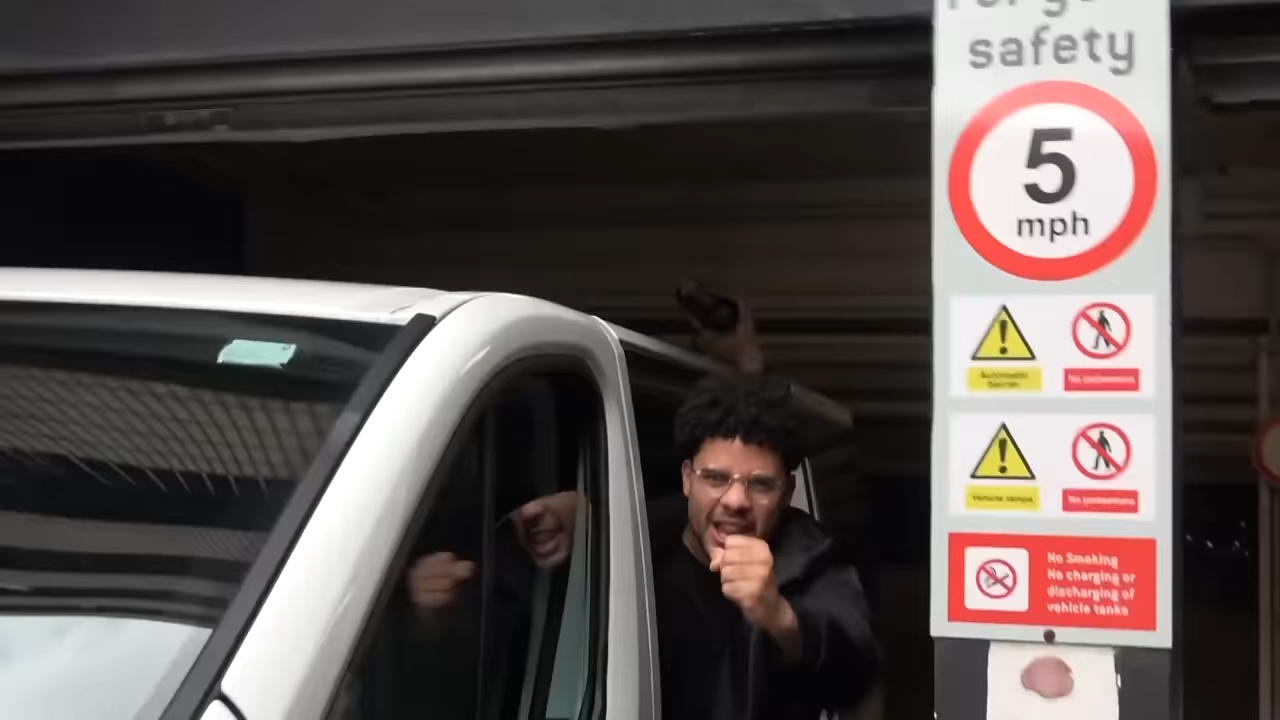 safety
5
mph
Automatic
barrier
No pedestrians
Vehicle ramps
No pedestrians
No Smoking
No charging or
discharging of
vehicle tanks